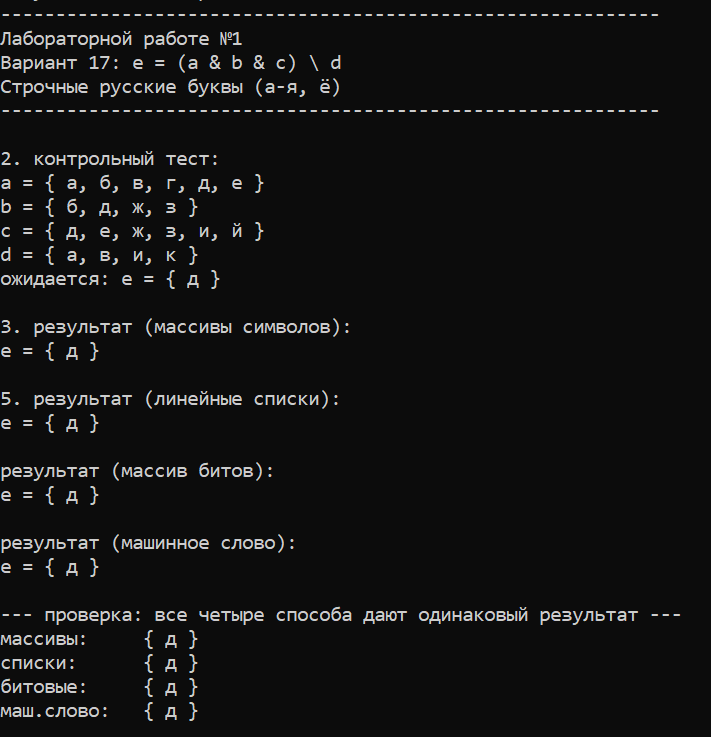 ------------------------------------------------------------
Лабораторной работе №1
Вариант 17: e = (a & b & c) \ d
Строчные русские буквы (а-я, ё)
------------------------------------------------------------
2. контрольный тест:
a = { а, б, в, г, д, е }
b = { б, д, ж, з }
c = { д, е, ж, з, и, й }
d = { а, в, и, к }
ожидается: e = { д }
3. результат (массивы символов):
e = { д }
5. результат (линейные списки):
e = { д }
результат (массив битов):
e = { д }
результат (машинное слово):
e = { д }
--- проверка: все четыре способа дают одинаковый результат ---
массивы: { д }
списки: { д }
битовые: { д }
маш.слово: { д }